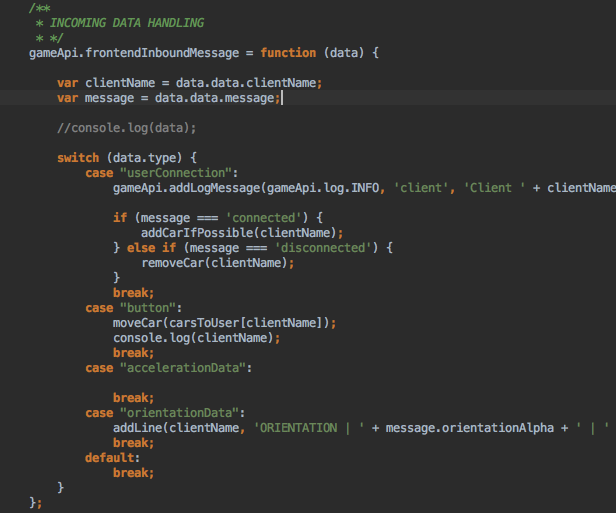 /**
 * INCOMING DATA HANDLING
 * */
gameApi.frontendInboundMessage = function (data) {
    var clientName = data.data.clientName;
    var message = data.data.message;
    //console.log(data);
    switch (data.type) {
        case "userConnection":
            gameApi.addLogMessage(gameApi.log.INFO, 'client', 'Client ' + clientName
            if (message === 'connected') {
                addCarIfPossible(clientName);
            } else if (message === 'disconnected') {
                removeCar(clientName);
            }
            break;
        case "button":
            moveCar(carsToUser[clientName]);
            console.log(clientName);
            break;
        case "accelerationData":
            break;
        case "orientationData":
            addLine(clientName, 'ORIENTATION | ' + message.orientationAlpha + ' | '
            break;
        default:
            break;
    }
};